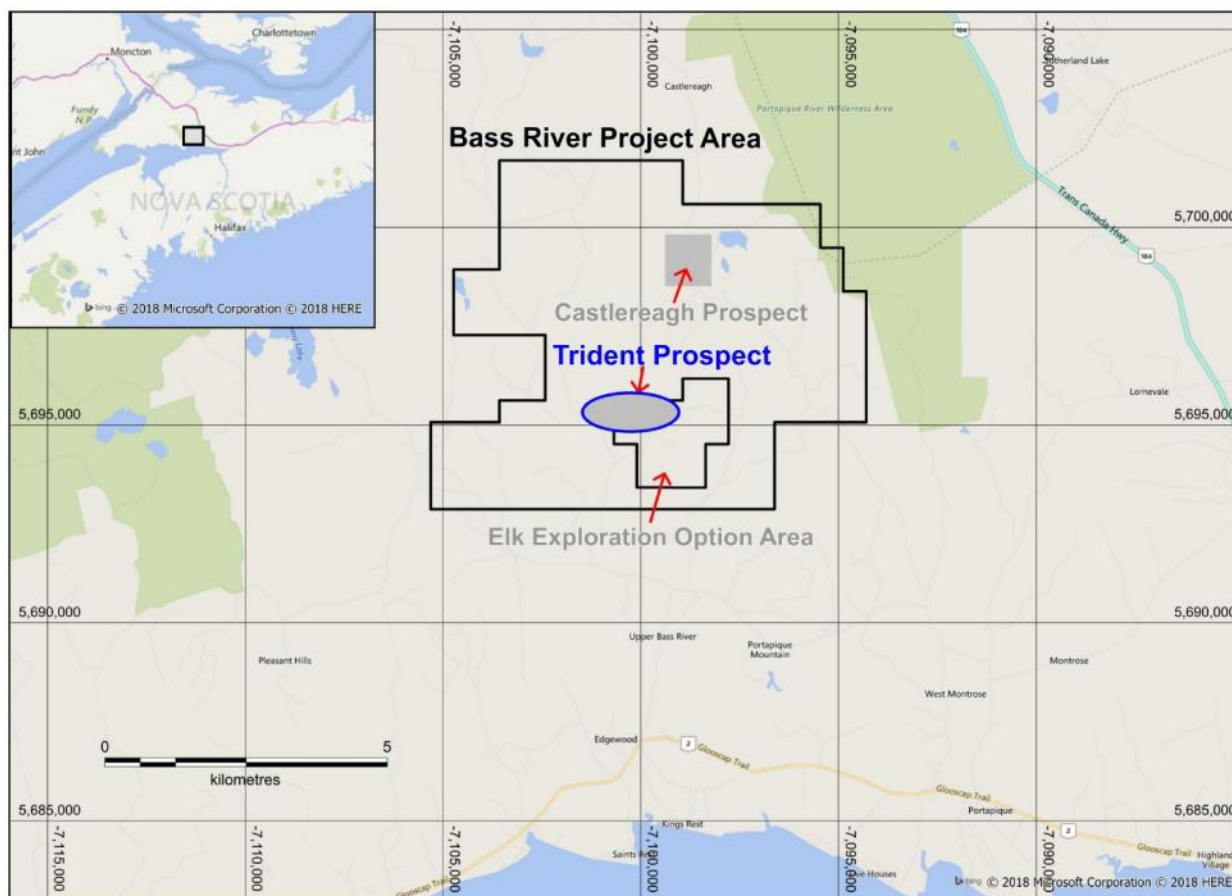 Charlottetown
Moncton
Fundy
N.P.
NOVA SCOTIA
Halifax
bing © 2018 Microsoft Corporation © 2018 HERE
-7,105,000
-7,100,000
-7,095,000
-7,090,000
104
Sutherland Lake
Castlereagh
Portapique River Wilderness Area
Bass River Project Area
Trans Canada Hwy
5,700,000
104
Castlereagh Prospect
Trident Prospect
Lornevale
5,695,000
5,695,000
Elk Exploration Option Area
5,690,000
5,690,000
Upper Bass River
Portapique
Mountain
Pleasant Hills
Montrose
West Montrose
0
5
kilometres
Edgewood
2
Glooscap Trail
Glooscap Trail
Portapique
5,685,000
5,685,000
Kings Rest
2
Glooscap Trail
Highland
Village
Glooscap Trail
-7,115,000
-7,110,000
-7,105,000
-7,100,000
-7,095,000
-7,090,000
bing © 2018 Microsoft Corporation © 2018 HERE